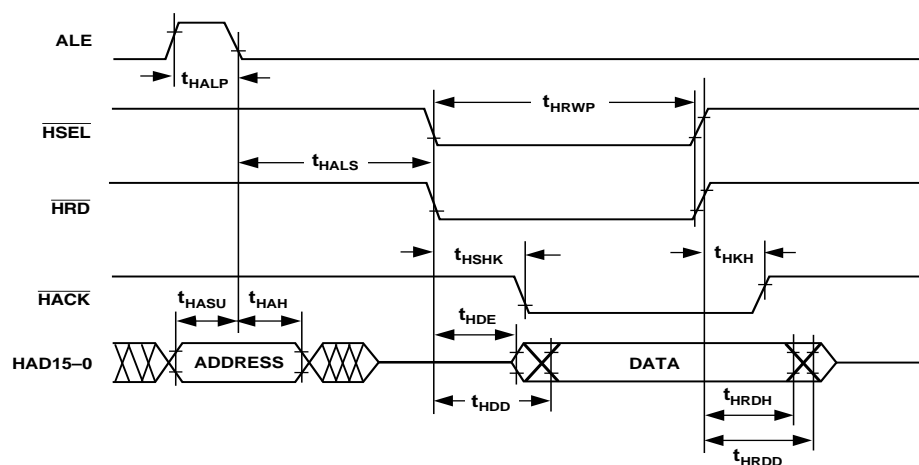 ALE
tHALP
HSEL
tHRWP
tHALS
HRD
tHSHK
tHKH
HACK
tHASU
tHAH
tHDE
HAD15–0
ADDRESS
DATA
tHDD
tHRDH
tHRDD